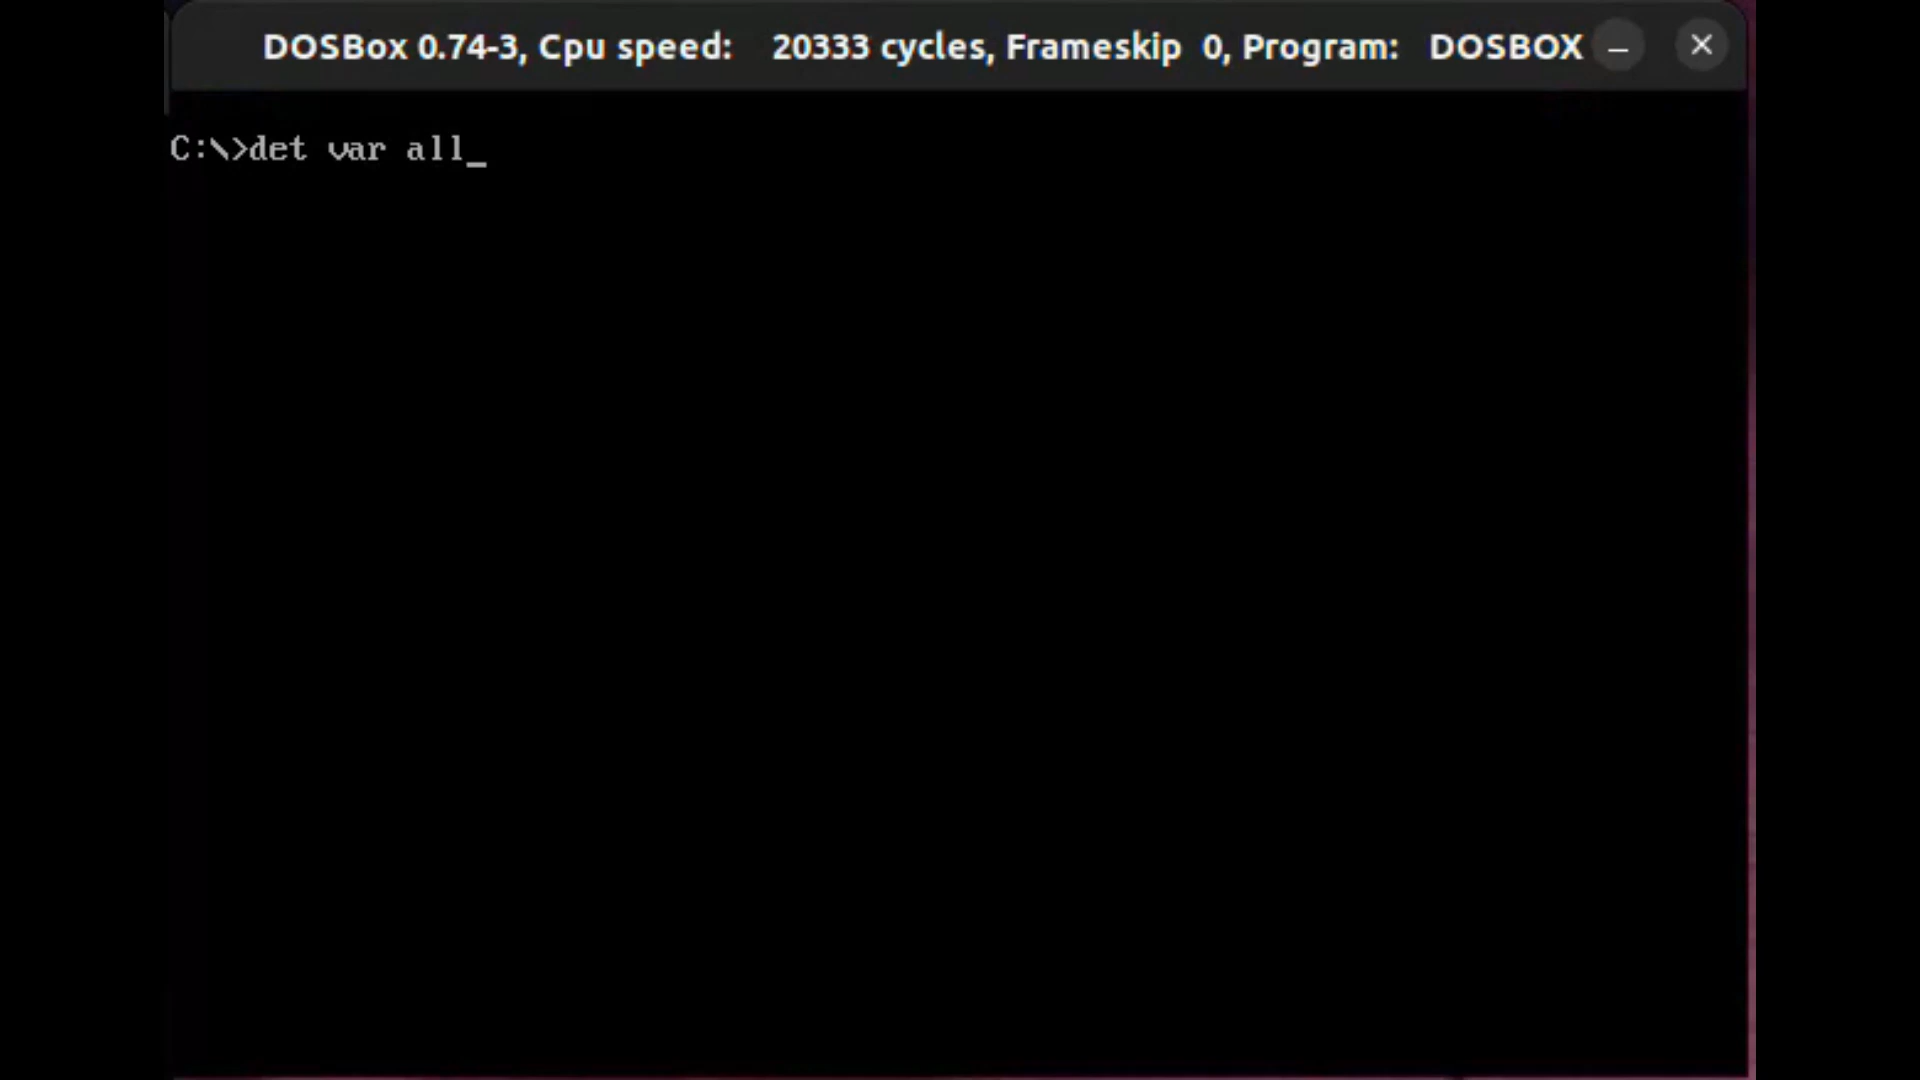 DOSBox 0.74-3, Cpu speed: 20333 cycles, Frameskip 0, Program: DOSBOX
C:\>det var all_